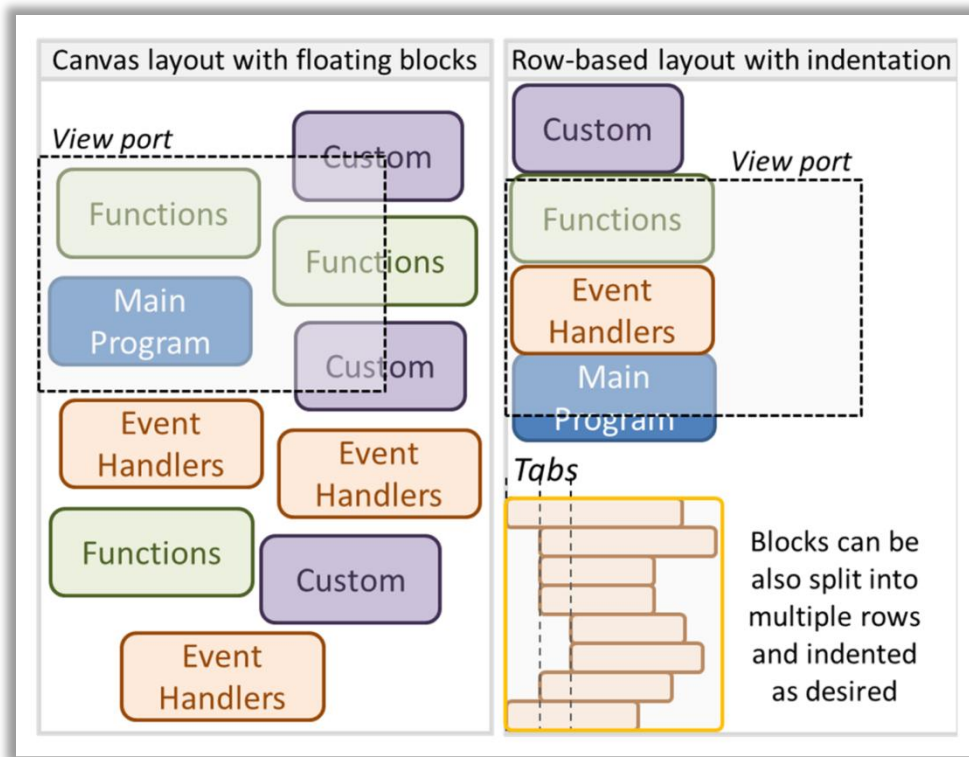 Canvas layout with floating blocks
View port
Custom
Functions
Functions
Main
Program
Custom
Event
Handlers
Event
Handlers
Functions
Custom
Event
Handlers
Row-based layout with indentation
Custom
View port
Functions
Event
Handlers
Main
Program
Tabs
Blocks can be
also split into
multiple rows
and indented
as desired